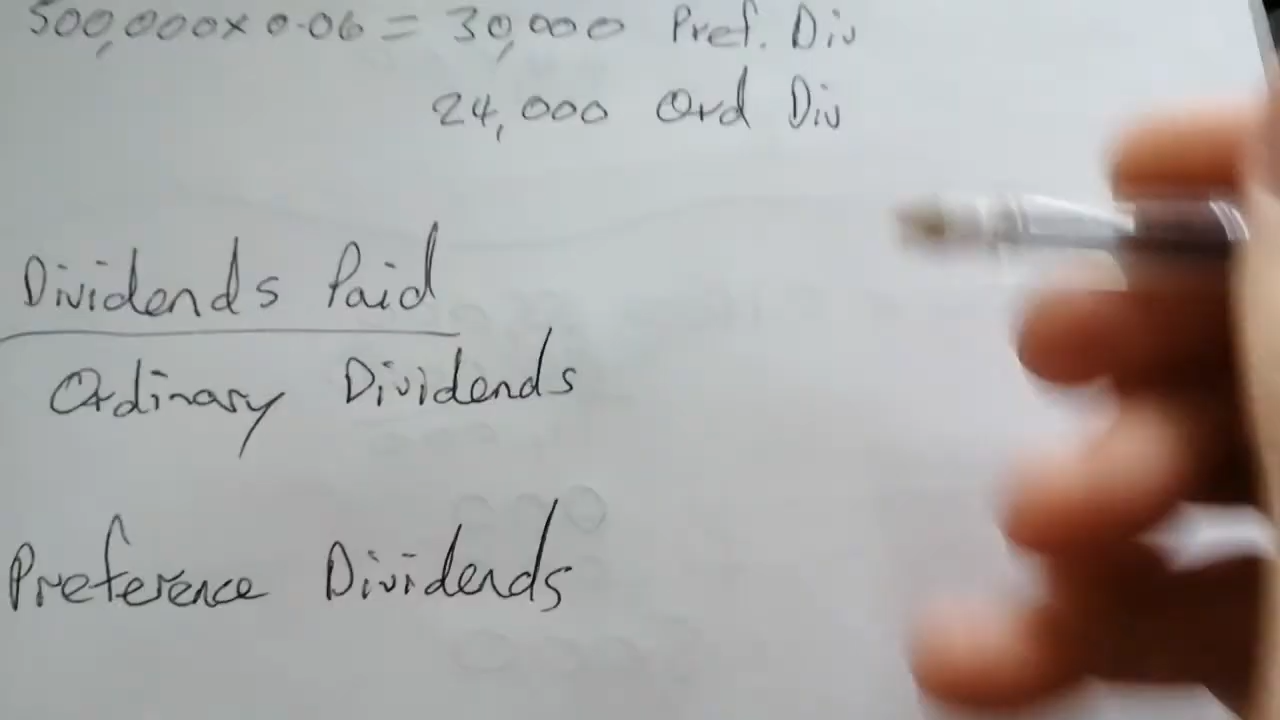 500,000 x 0.06 = 30,000 Pref. Div
24,000 Ord Div
Dividends Paid
Ordinary Dividends
Preference Dividends